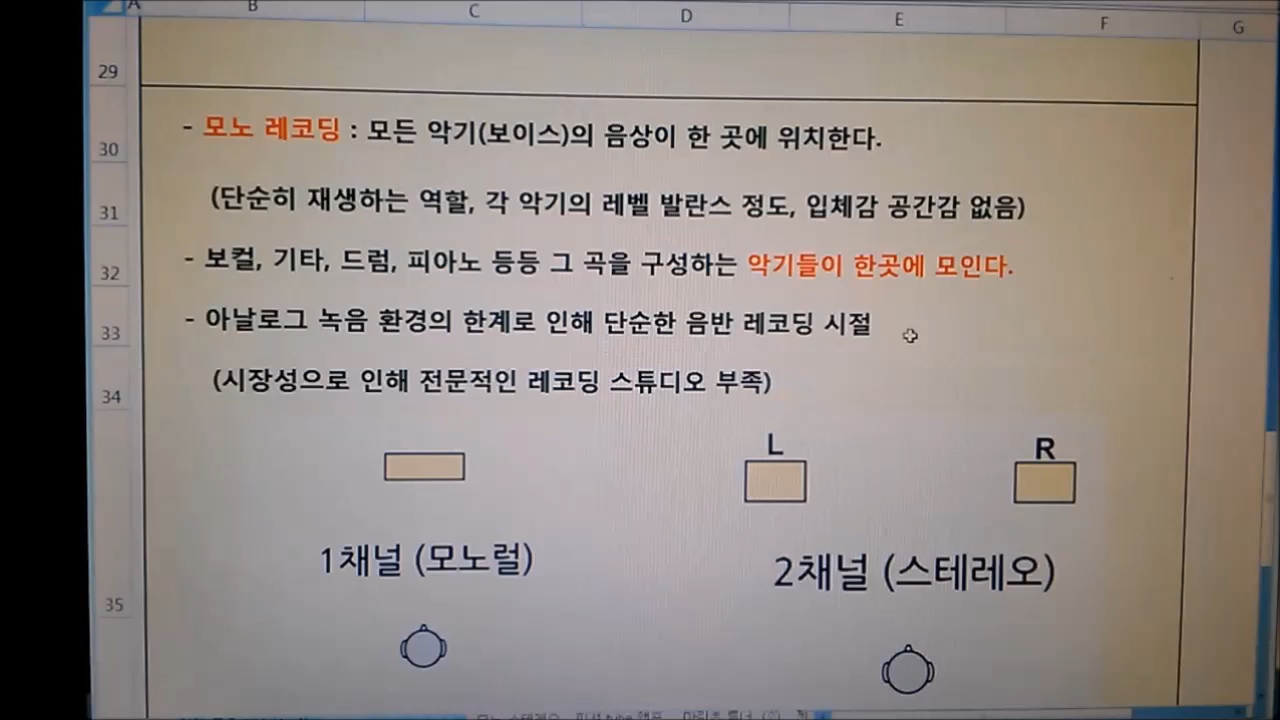 A B C D E F G
29
30 - 모노 레코딩 : 모든 악기(보이스)의 음상이 한 곳에 위치한다.
31 (단순히 재생하는 역할, 각 악기의 레벨 발란스 정도, 입체감 공간감 없음)
32 - 보컬, 기타, 드럼, 피아노 등등 그 곡을 구성하는 악기들이 한곳에 모인다.
33 - 아날로그 녹음 환경의 한계로 인해 단순한 음반 레코딩 시절
34 (시장성으로 인해 전문적인 레코딩 스튜디오 부족)
L R
1채널 (모노럴) 2채널 (스테레오)
35